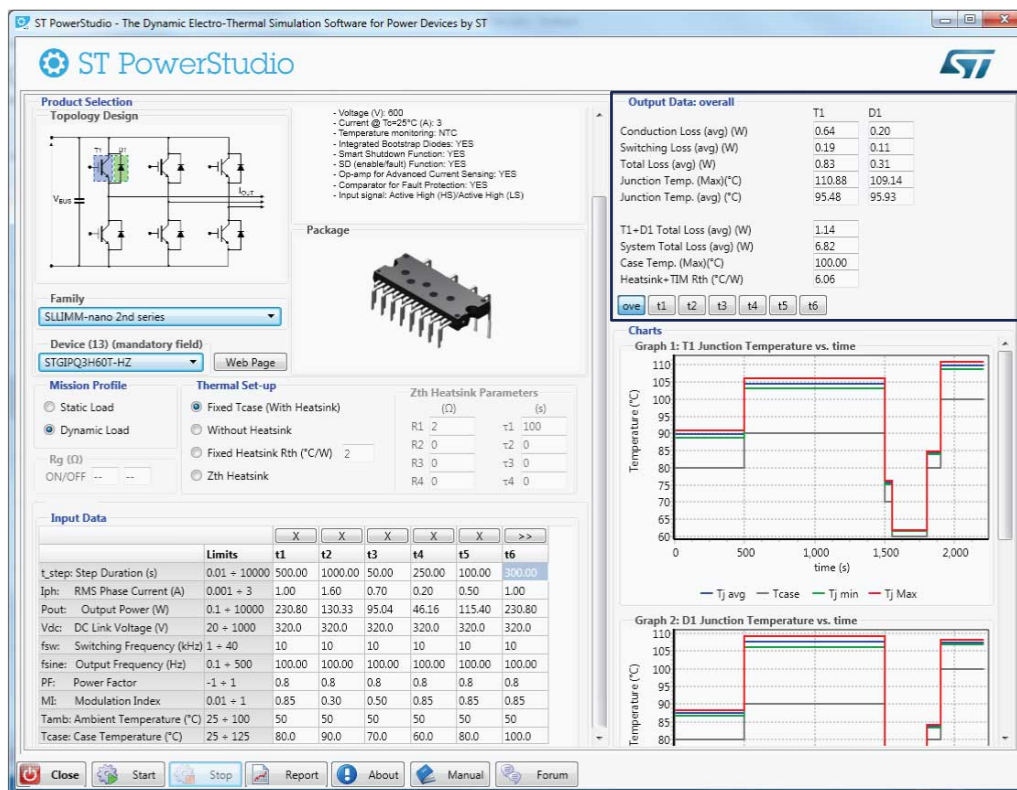 ST PowerStudio - The Dynamic Electro-Thermal Simulation Software for Power Devices by ST
ST PowerStudio
Product Selection
Topology Design
T1 D1
VBUS
IOUT
- Voltage (V): 600
- Current @ Tc=25°C (A): 3
- Temperature monitoring: NTC
- Integrated Bootstrap Diodes: YES
- Smart Shutdown Function: YES
- SD (enable/fault) Function: YES
- Op-amp for Advanced Current Sensing: YES
- Comparator for Fault Protection: YES
- Input signal: Active High (HS)/Active High (LS)
Package
Family
SLLIMM-nano 2nd series
Device (13) (mandatory field)
STGIPQ3H60T-HZ Web Page
Mission Profile
Static Load
Dynamic Load
Rg (Ω)
ON/OFF -- --
Thermal Set-up
Fixed Tcase (With Heatsink)
Without Heatsink
Fixed Heatsink Rth (°C/W) 2
Zth Heatsink
Zth Heatsink Parameters
(Ω) (s)
R1 2 τ1 100
R2 0 τ2 0
R3 0 τ3 0
R4 0 τ4 0
Input Data
X X X X X >>
Limits t1 t2 t3 t4 t5 t6
t_step: Step Duration (s) 0.01 ÷ 10000 500.00 1000.00 50.00 250.00 100.00 300.00
Iph: RMS Phase Current (A) 0.001 ÷ 3 1.00 1.60 0.70 0.20 0.50 1.00
Pout: Output Power (W) 0.1 ÷ 10000 230.80 130.33 95.04 46.16 115.40 230.80
Vdc: DC Link Voltage (V) 20 ÷ 1000 320.0 320.0 320.0 320.0 320.0 320.0
fsw: Switching Frequency (kHz) 1 ÷ 40 10 10 10 10 10 10
fsine: Output Frequency (Hz) 0.1 ÷ 500 100.00 100.00 100.00 100.00 100.00 100.00
PF: Power Factor -1 ÷ 1 0.8 0.8 0.8 0.8 0.8 0.8
MI: Modulation Index 0.01 ÷ 1 0.85 0.30 0.50 0.85 0.85 0.85
Tamb: Ambient Temperature (°C) 25 ÷ 100 50 50 50 50 50 50
Tcase: Case Temperature (°C) 25 ÷ 125 80.0 90.0 70.0 60.0 80.0 100.0
Output Data: overall
T1 D1
Conduction Loss (avg) (W) 0.64 0.20
Switching Loss (avg) (W) 0.19 0.11
Total Loss (avg) (W) 0.83 0.31
Junction Temp. (Max)(°C) 110.88 109.14
Junction Temp. (avg) (°C) 95.48 95.93
T1+D1 Total Loss (avg) (W) 1.14
System Total Loss (avg) (W) 6.82
Case Temp. (Max)(°C) 100.00
Heatsink+TIM Rth (°C/W) 6.06
ove t1 t2 t3 t4 t5 t6
Charts
Graph 1: T1 Junction Temperature vs. time
Temperature (°C)
110
105
100
95
90
85
80
75
70
65
60
0 500 1,000 1,500 2,000
time (s)
Tj avg Tcase Tj min Tj Max
Graph 2: D1 Junction Temperature vs. time
Temperature (°C)
110
105
100
95
90
85
80
Close Start Stop Report About Manual Forum